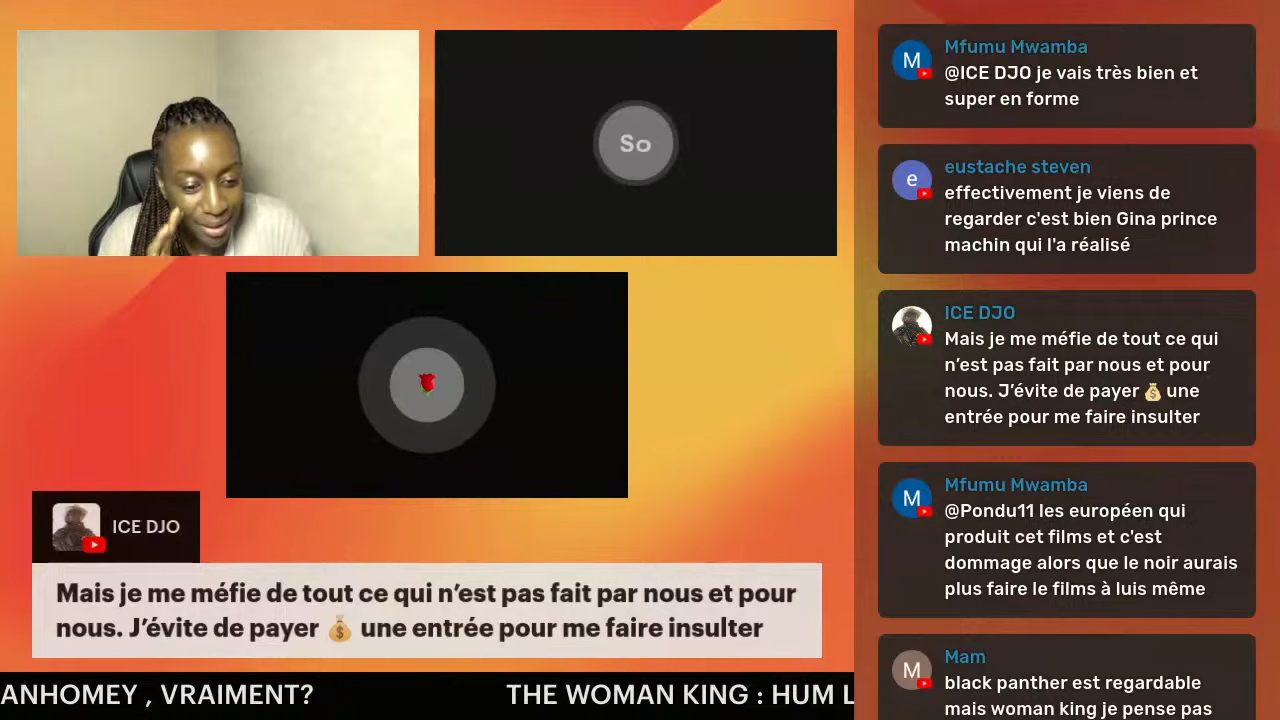 So
ICE DJO
Mais je me méfie de tout ce qui n’est pas fait par nous et pour
nous. J’évite de payer 💰 une entrée pour me faire insulter
ANHOMEY , VRAIMENT?
THE WOMAN KING : HUM L
M
Mfumu Mwamba
@ICE DJO je vais très bien et
super en forme
e
eustache steven
effectivement je viens de
regarder c'est bien Gina prince
machin qui l'a réalisé
ICE DJO
Mais je me méfie de tout ce qui
n’est pas fait par nous et pour
nous. J’évite de payer 💰 une
entrée pour me faire insulter
M
Mfumu Mwamba
@Pondu11 les européen qui
produit cet films et c'est
dommage alors que le noir aurais
plus faire le films à luis même
M
Mam
black panther est regardable
mais woman king je pense pas